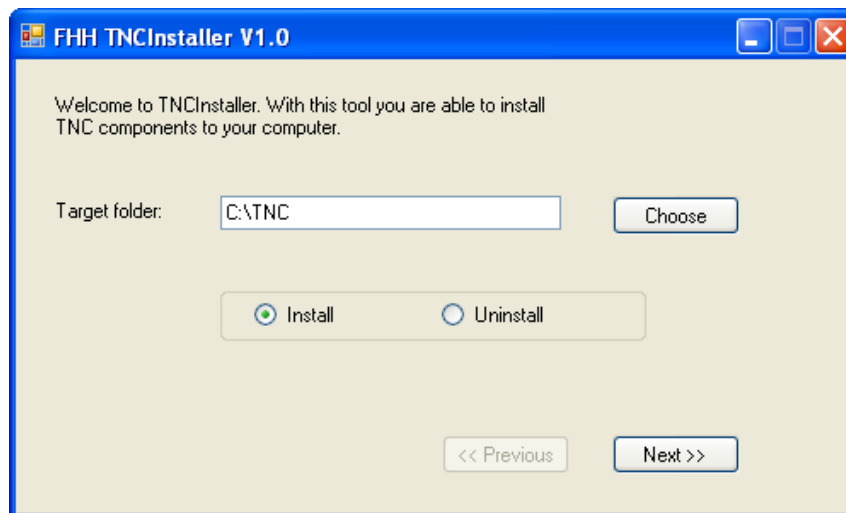 FHH TNCInstaller V1.0
Welcome to TNCInstaller. With this tool you are able to install
TNC components to your computer.
Target folder:
C:\TNC
Choose
Install
Uninstall
<< Previous
Next >>